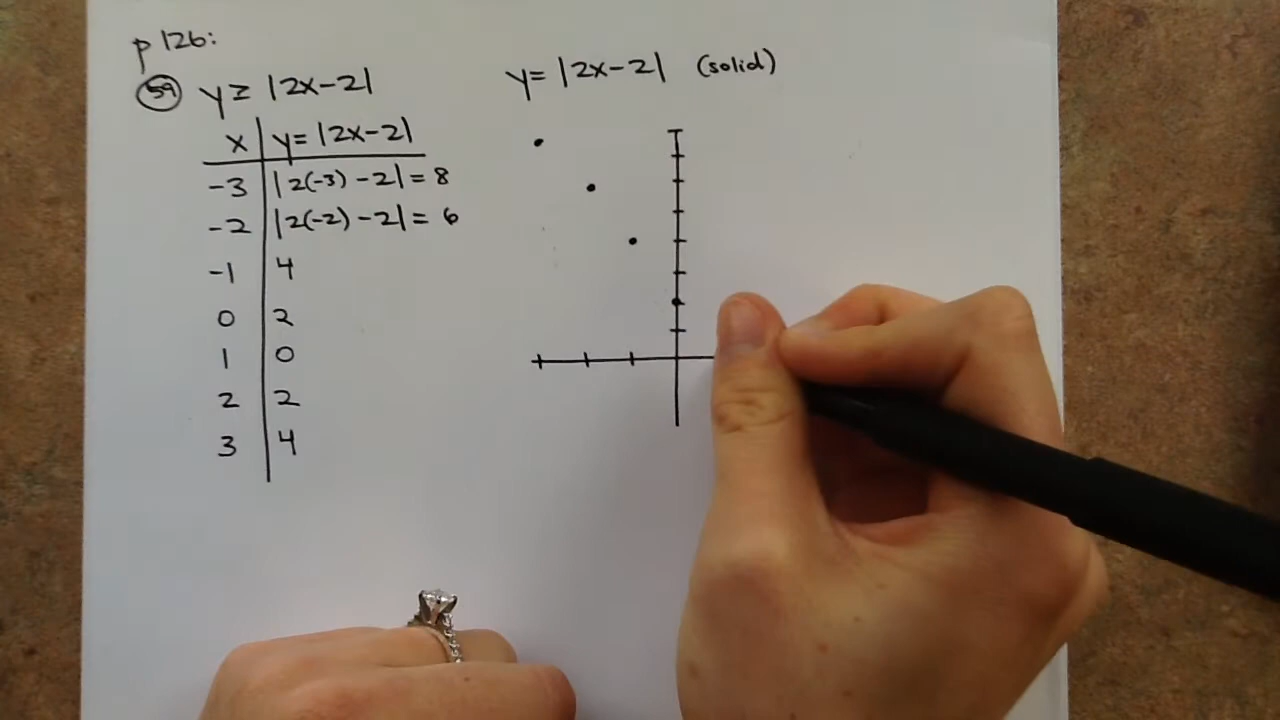 p 126:
59 y ≥ |2x-2|
x y= |2x-2|
-3 |2(-3) -2| = 8
-2 |2(-2) -2| = 6
-1 4
0 2
1 0
2 2
3 4
y= |2x-2| (solid)